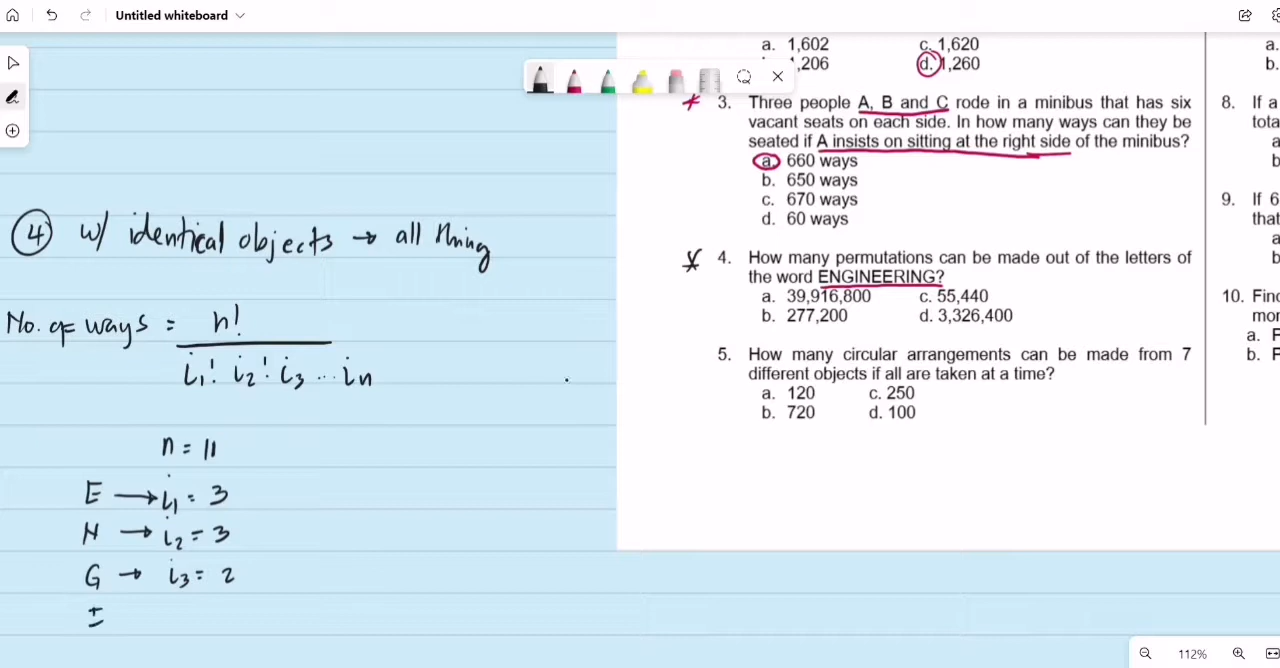 Untitled whiteboard
④ w/ identical objects → all thing
No. of ways = n!
i₁! i₂! i₃ ... in
n = 11
E → i₁ = 3
N → i₂ = 3
G → i₃ = 2
I
a. 1,602 c. 1,620
1,206 d. 1,260
* 3. Three people A, B and C rode in a minibus that has six
vacant seats on each side. In how many ways can they be
seated if A insists on sitting at the right side of the minibus?
a. 660 ways
b. 650 ways
c. 670 ways
d. 60 ways
* 4. How many permutations can be made out of the letters of
the word ENGINEERING?
a. 39,916,800 c. 55,440
b. 277,200 d. 3,326,400
5. How many circular arrangements can be made from 7
different objects if all are taken at a time?
a. 120 c. 250
b. 720 d. 100
a.
b.
8. If a
tota
a
b
9. If 6
that
a
b
10. Find
mor
a. F
b. F
112%